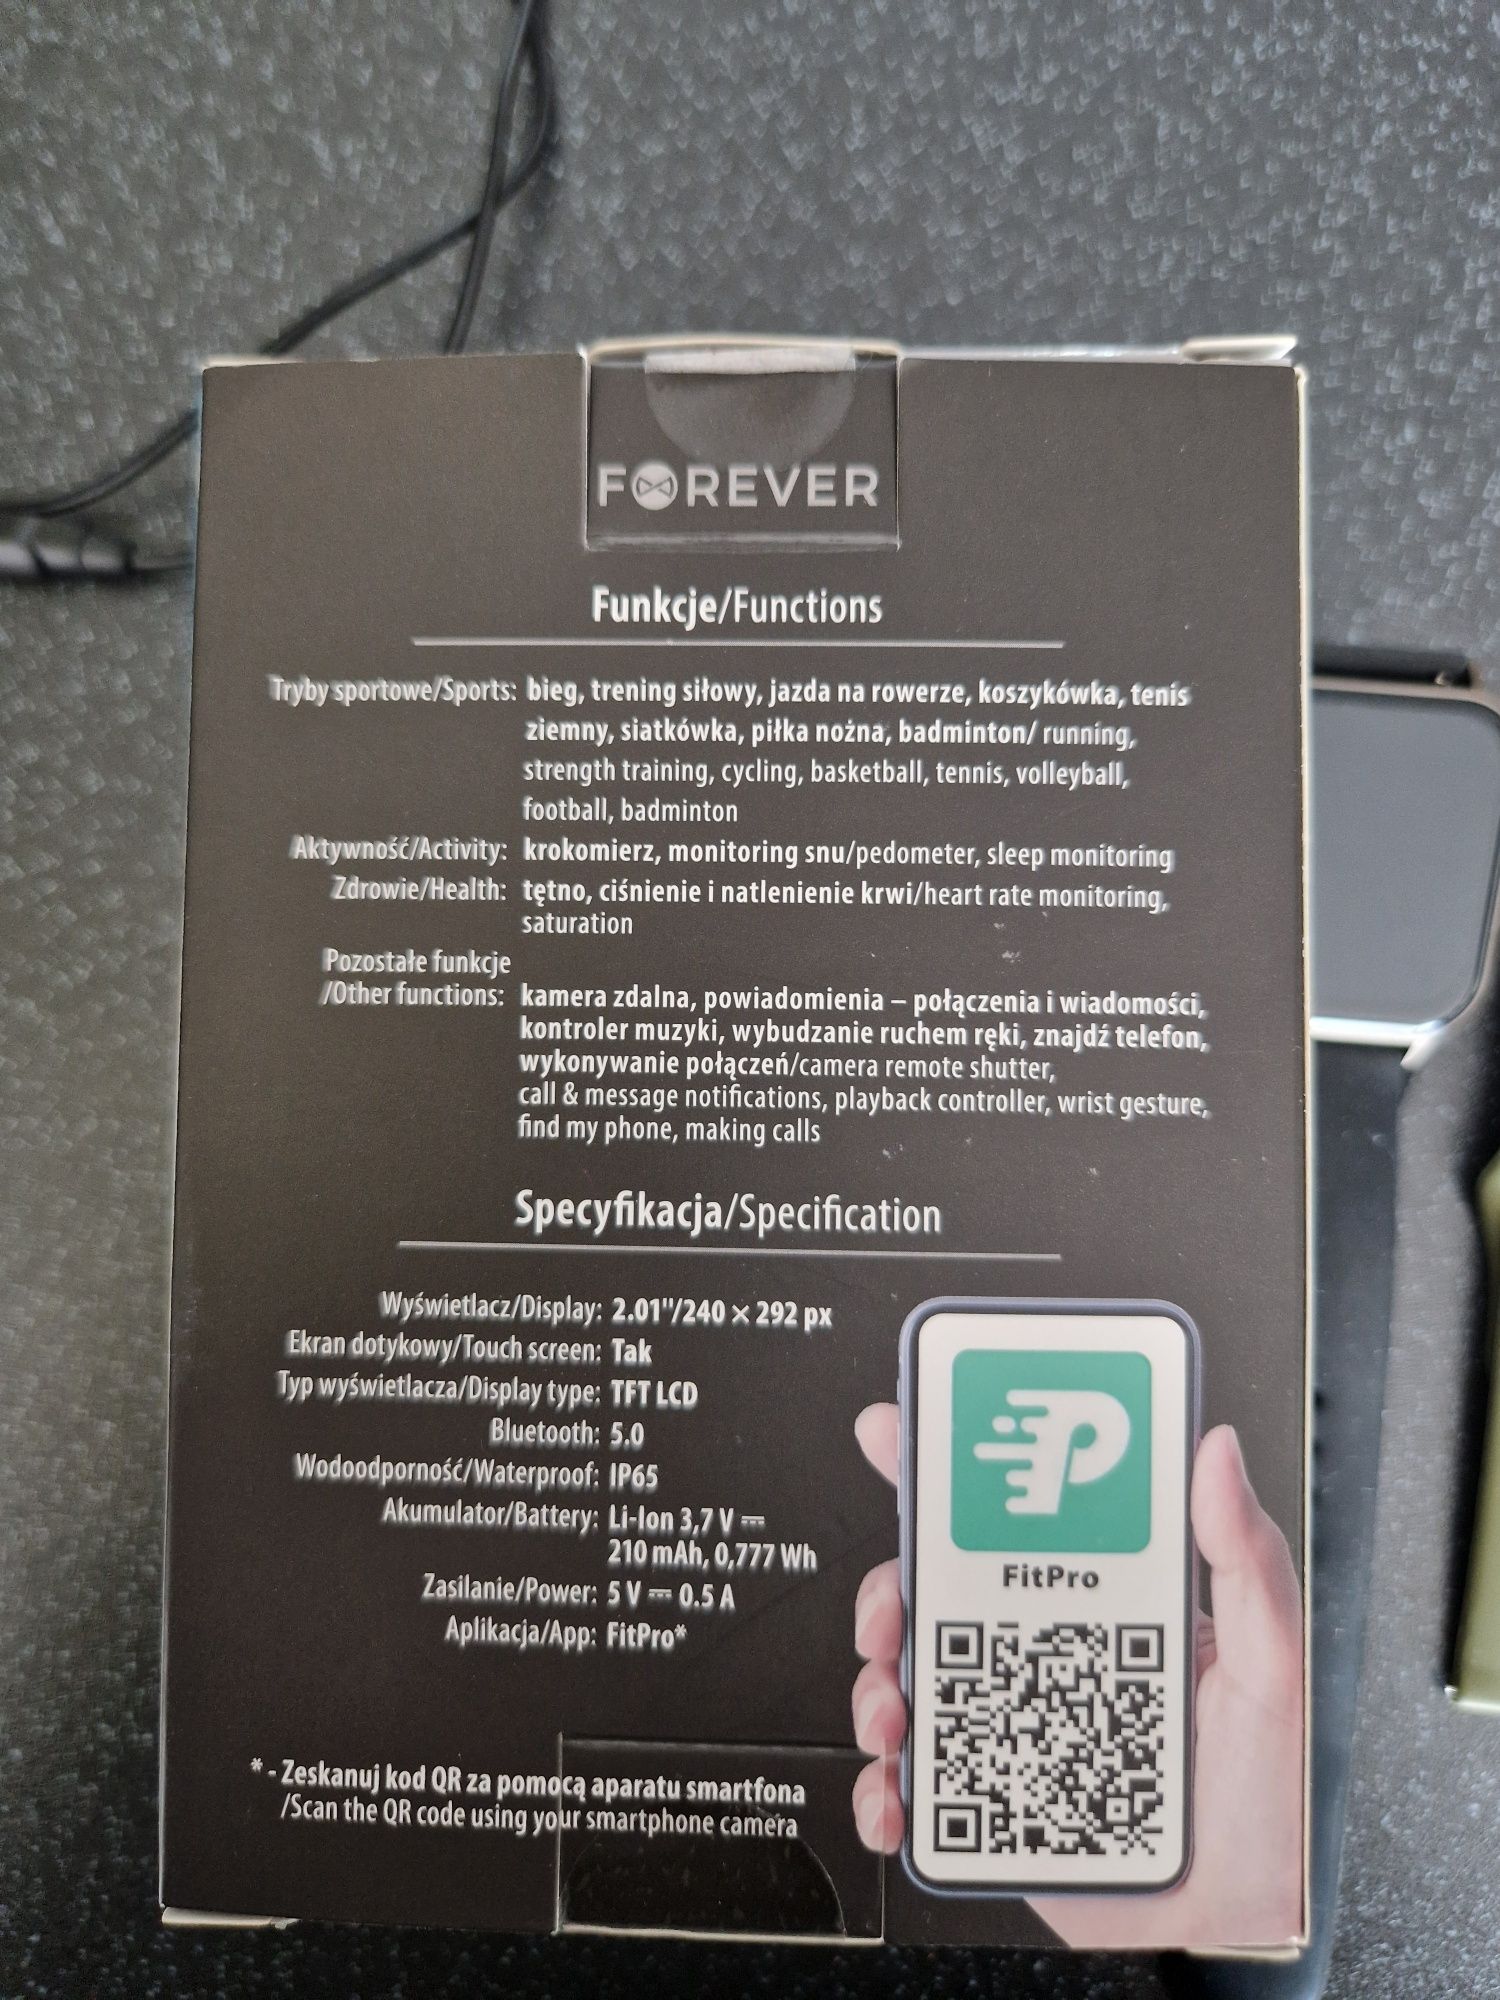 FOREVER
Funkcje/Functions
Tryby sportowe/Sports: bieg, trening siłowy, jazda na rowerze, koszykówka, tenis
ziemny, siatkówka, piłka nożna, badminton/ running,
strength training, cycling, basketball, tennis, volleyball,
football, badminton
Aktywność/Activity: krokomierz, monitoring snu/pedometer, sleep monitoring
Zdrowie/Health: tętno, ciśnienie i natlenienie krwi/heart rate monitoring,
saturation
Pozostałe funkcje
/Other functions: kamera zdalna, powiadomienia – połączenia i wiadomości,
kontroler muzyki, wybudzanie ruchem ręki, znajdź telefon,
wykonywanie połączeń/camera remote shutter,
call & message notifications, playback controller, wrist gesture,
find my phone, making calls
Specyfikacja/Specification
Wyświetlacz/Display: 2.01"/240 × 292 px
Ekran dotykowy/Touch screen: Tak
Typ wyświetlacza/Display type: TFT LCD
Bluetooth: 5.0
Wodoodporność/Waterproof: IP65
Akumulator/Battery: Li-Ion 3,7 V ⎓
210 mAh, 0,777 Wh
Zasilanie/Power: 5 V ⎓ 0.5 A
Aplikacja/App: FitPro*
FitPro
* - Zeskanuj kod QR za pomocą aparatu smartfona
/Scan the QR code using your smartphone camera